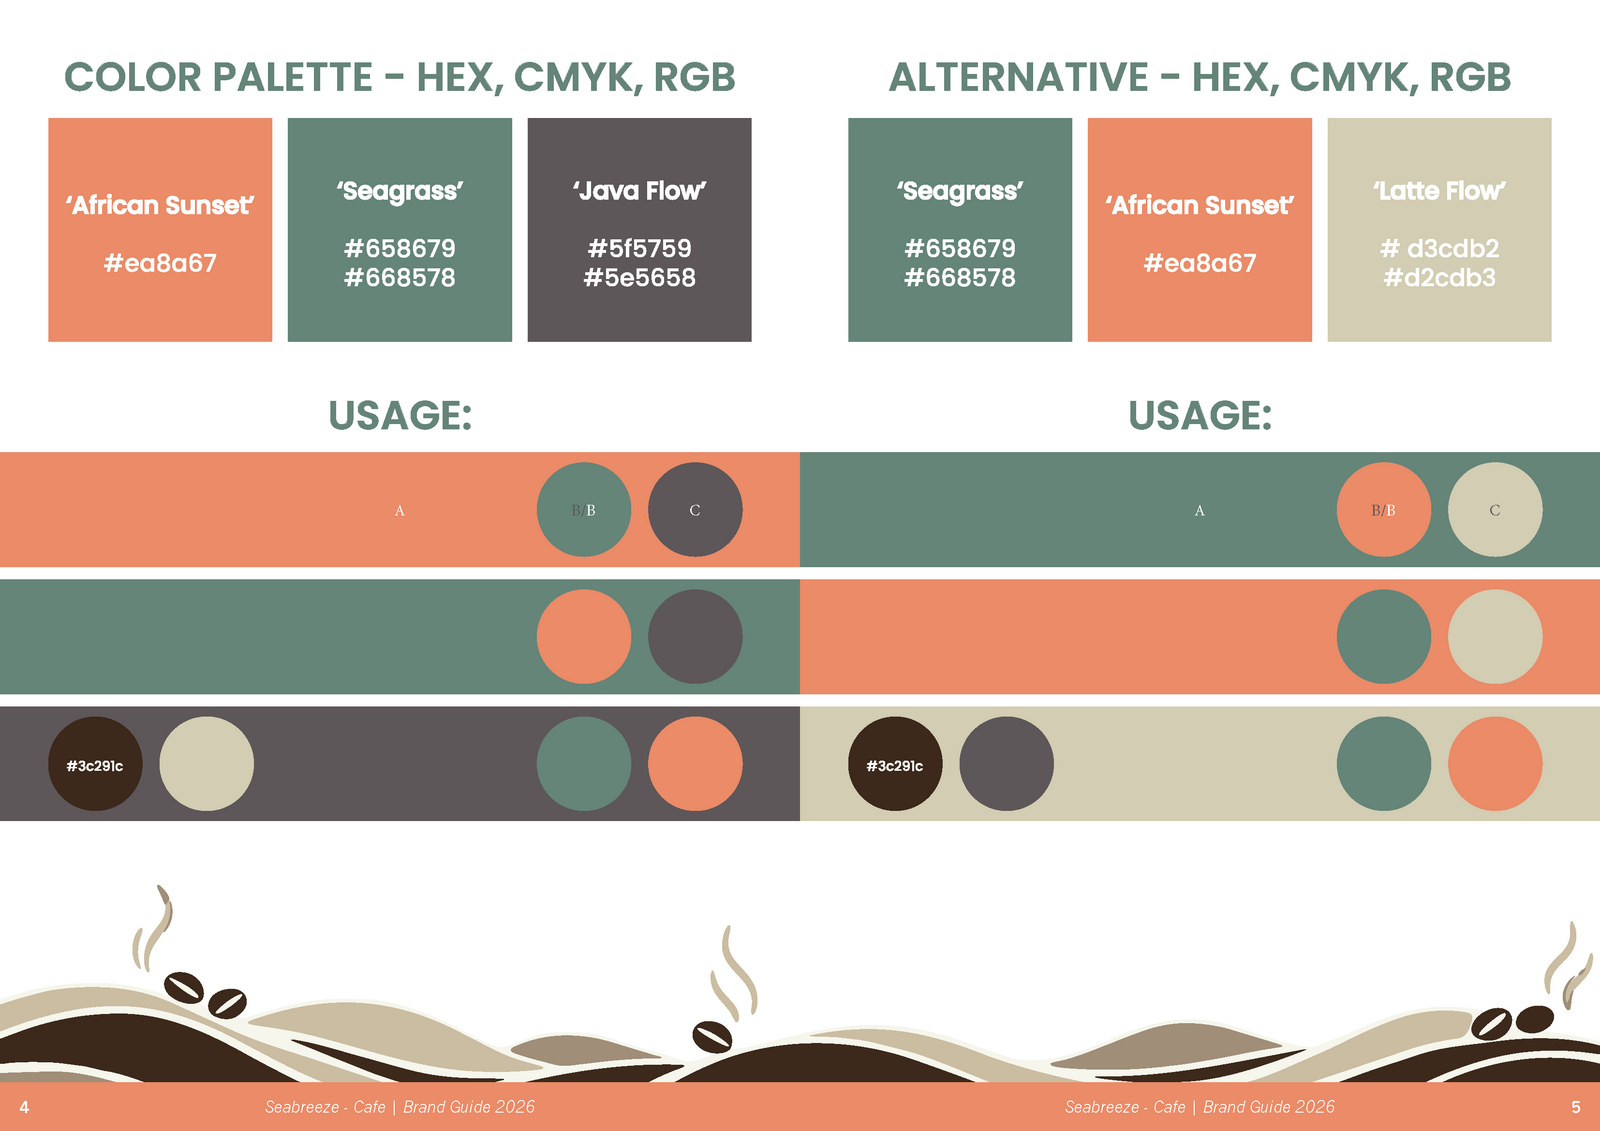 COLOR PALETTE – HEX, CMYK, RGB
‘African Sunset’
#ea8a67
‘Seagrass’
#658679
#668578
‘Java Flow’
#5f5759
#5e5658
USAGE:
A
B/B
C
#3c291c
4
Seabreeze - Cafe | Brand Guide 2026
ALTERNATIVE – HEX, CMYK, RGB
‘Seagrass’
#658679
#668578
‘African Sunset’
#ea8a67
‘Latte Flow’
# d3cdb2
#d2cdb3
USAGE:
A
B/B
C
#3c291c
Seabreeze - Cafe | Brand Guide 2026
5